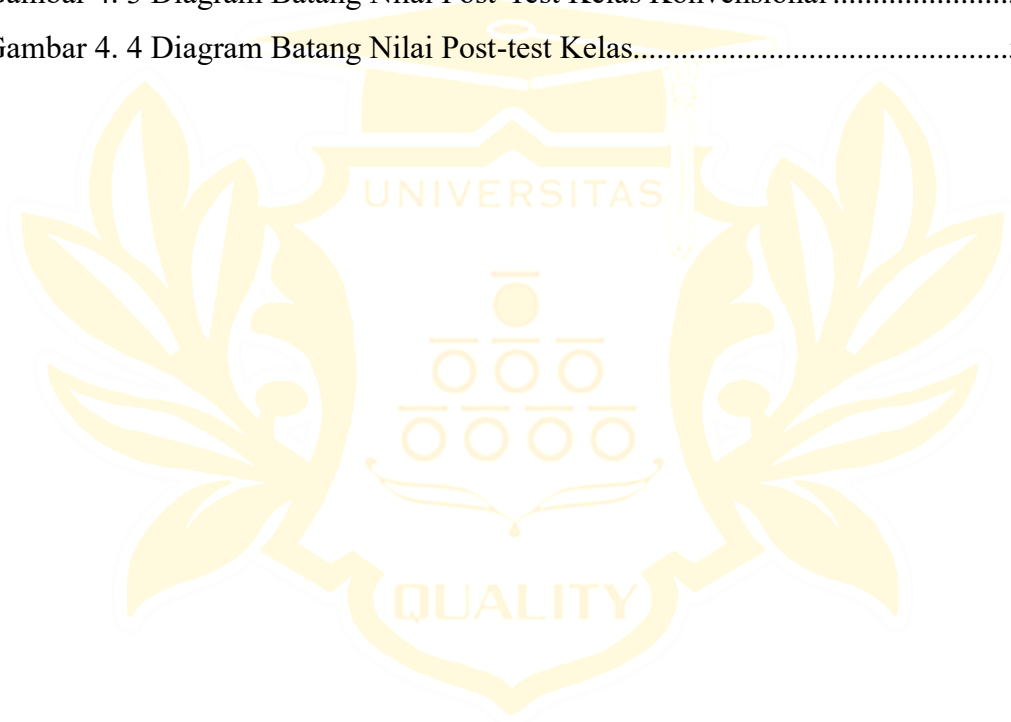 Gambar 4. 3 Diagram Batang Nilai Post-Test Kelas Konvensional
Gambar 4. 4 Diagram Batang Nilai Post-test Kelas
UNIVERSITAS
QUALITY